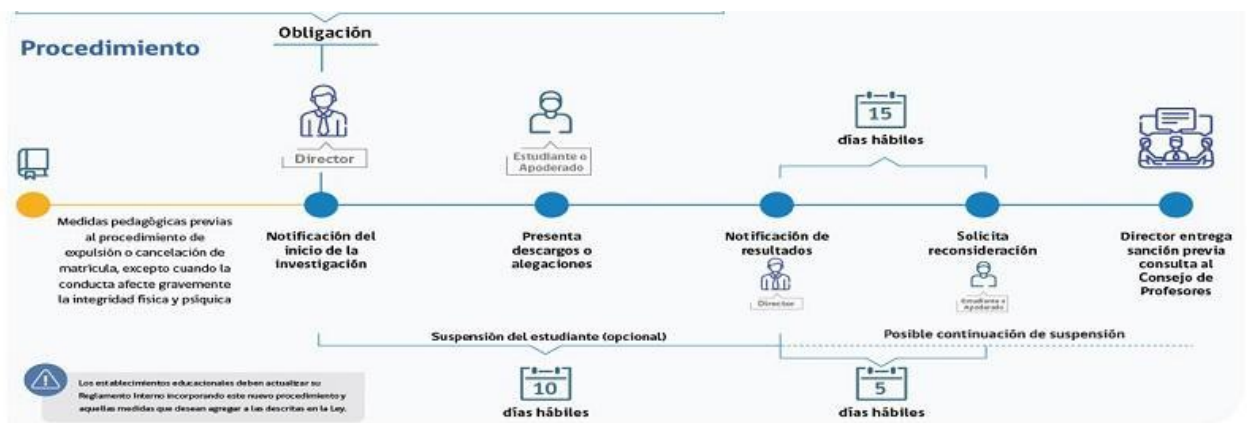 Procedimiento
Obligación
Director
Estudiante o
Apoderado
15
días hábiles
Medidas pedagógicas previas
al procedimiento de
expulsión o cancelación de
matrícula, excepto cuando la
conducta afecte gravemente
la integridad física y psíquica
Notificación del
inicio de la
investigación
Presenta
descargos o
alegaciones
Notificación de
resultados
Director
Solicita
reconsideración
Estudiante o
Apoderado
Director entrega
sanción previa
consulta al
Consejo de
Profesores
Suspensión del estudiante (opcional)
Posible continuación de suspensión
10
días hábiles
5
días hábiles
Los establecimientos educacionales deben actualizar su
Reglamento Interno incorporando este nuevo procedimiento y
aquellas medidas que desean agregar a las descritas en la Ley.